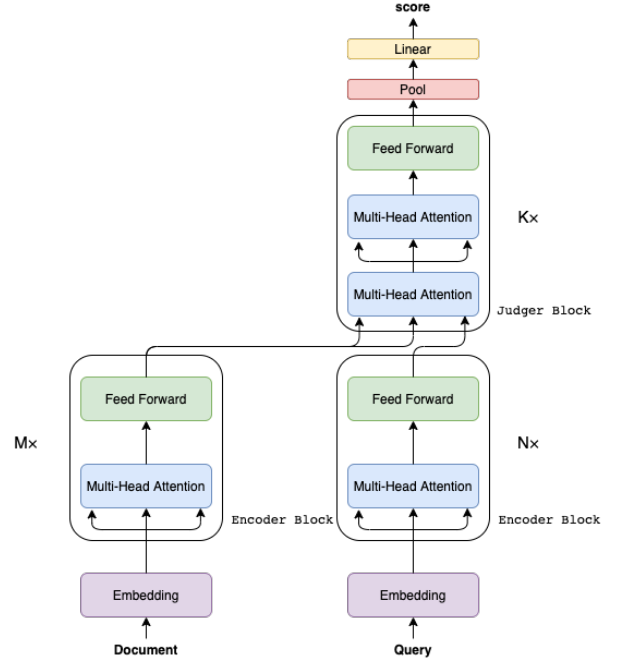 score
Linear
Pool
Feed Forward
Multi-Head Attention
K×
Multi-Head Attention
Judger Block
Feed Forward
Feed Forward
M×
N×
Multi-Head Attention
Encoder Block
Multi-Head Attention
Encoder Block
Embedding
Embedding
Document
Query